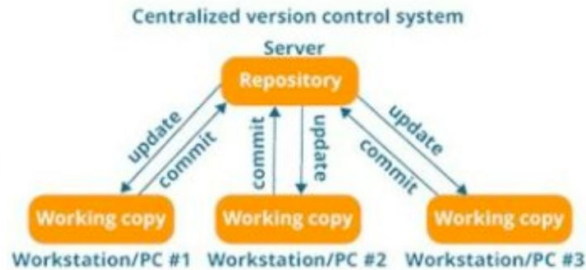 Centralized version control system
Server
Repository
update
commit
commit
update
commit
update
Working copy
Working copy
Working copy
Workstation/PC #1
Workstation/PC #2
Workstation/PC #3